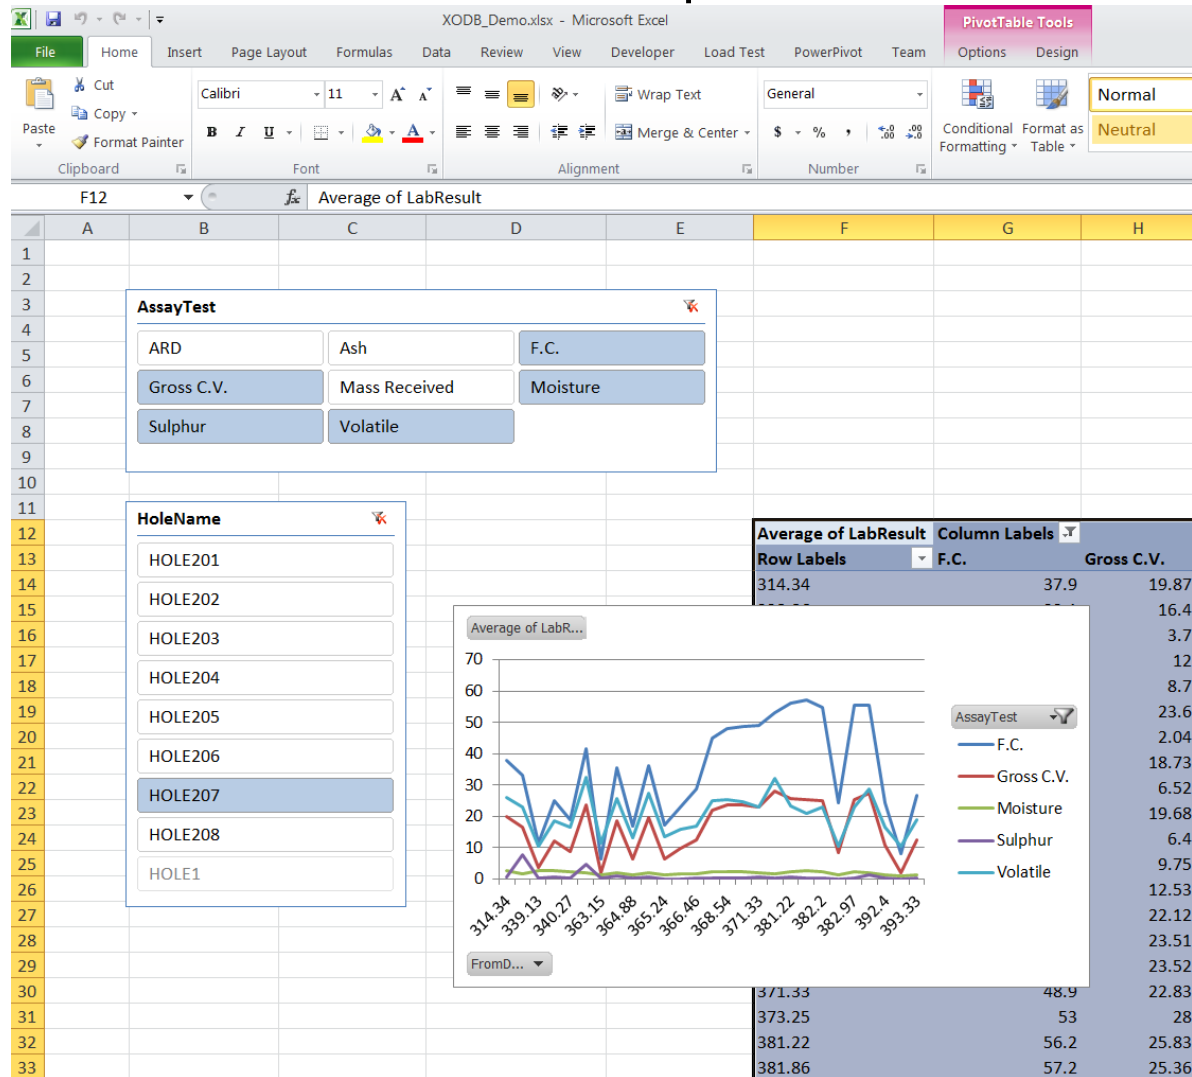 XODB_Demo.xlsx - Microsoft Excel
PivotTable Tools
File Home Insert Page Layout Formulas Data Review View Developer Load Test PowerPivot Team Options Design
Paste
Cut
Copy
Format Painter
Clipboard
Calibri 11 A A
B I U A
Font
Wrap Text
Merge & Center
Alignment
General
$ % , .0 .00 .00 .0
Number
Conditional Formatting
Format as Table
Normal
Neutral
F12 fx Average of LabResult
A B C D E F G H
1
2
3
4
5
6
7
8
9
10
11
12
13
14
15
16
17
18
19
20
21
22
23
24
25
26
27
28
29
30
31
32
33
AssayTest
ARD Ash F.C.
Gross C.V. Mass Received Moisture
Sulphur Volatile
HoleName
HOLE201
HOLE202
HOLE203
HOLE204
HOLE205
HOLE206
HOLE207
HOLE208
HOLE1
Average of LabResult Column Labels
Row Labels F.C. Gross C.V.
314.34 37.9 19.87
16.4
3.7
12
8.7
23.6
2.04
18.73
6.52
19.68
6.4
9.75
12.53
22.12
23.51
23.52
371.33 48.9 22.83
373.25 53 28
381.22 56.2 25.83
381.86 57.2 25.36
Average of LabR...
70
60
50
40
30
20
10
0
314.34 339.13 340.27 363.15 364.88 365.24 366.46 368.54 371.33 381.22 382.2 382.97 392.4 393.33
AssayTest
F.C.
Gross C.V.
Moisture
Sulphur
Volatile
FromD...